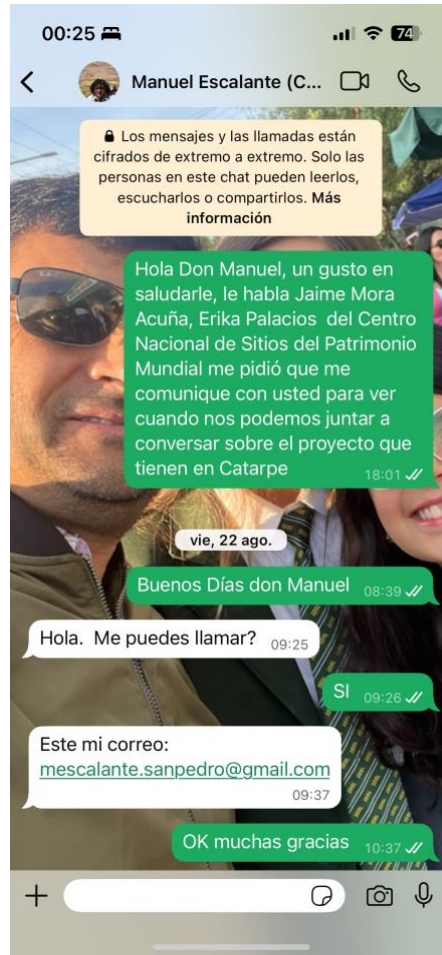 00:25
74
Manuel Escalante (C...
Los mensajes y las llamadas están
cifrados de extremo a extremo. Solo las
personas en este chat pueden leerlos,
escucharlos o compartirlos. Más
información
Hola Don Manuel, un gusto en
saludarle, le habla Jaime Mora
Acuña, Erika Palacios  del Centro
Nacional de Sitios del Patrimonio
Mundial me pidió que me
comunique con usted para ver
cuando nos podemos juntar a
conversar sobre el proyecto que
tienen en Catarpe
18:01
vie, 22 ago.
Buenos Días don Manuel 08:39
Hola.  Me puedes llamar? 09:25
SI 09:26
Este mi correo:
mescalante.sanpedro@gmail.com
09:37
OK muchas gracias 10:37